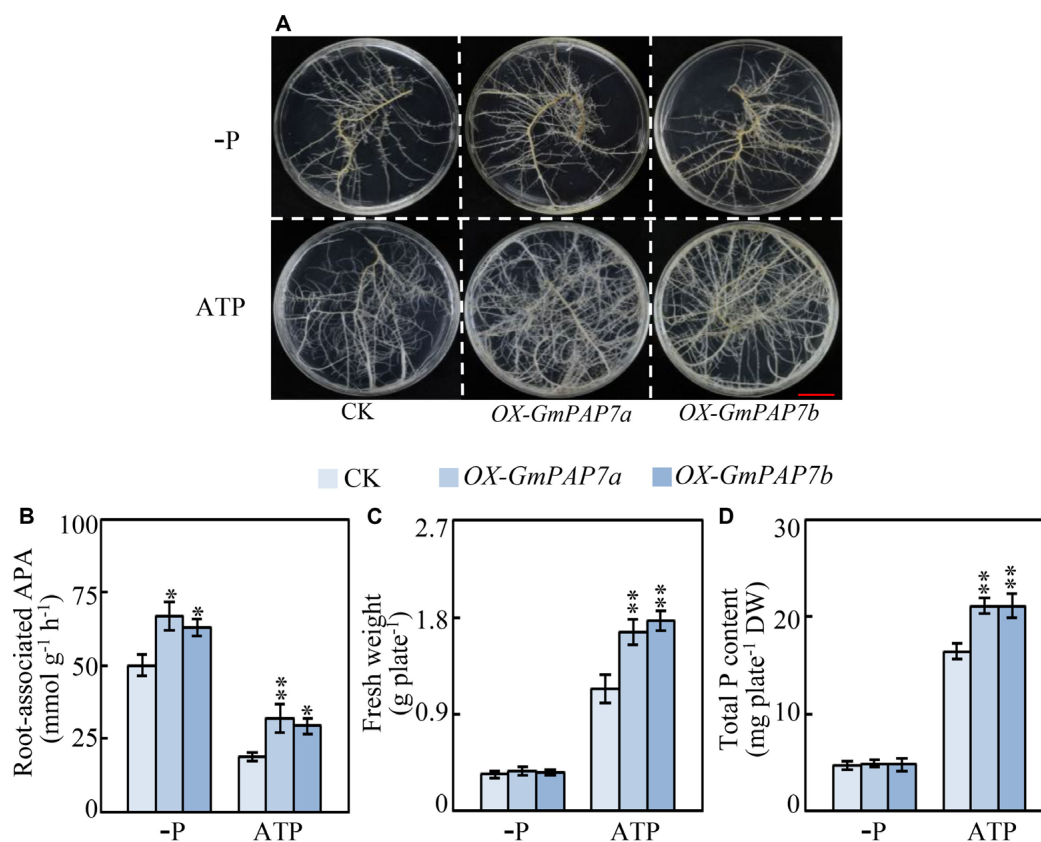 A
-P
ATP
CK
OX-GmPAP7a
OX-GmPAP7b
CK
OX-GmPAP7a
OX-GmPAP7b
B
Root-associated APA
(mmol g⁻¹ h⁻¹)
100
75
50
25
0
*
*
**
*
-P
ATP
C
Fresh weight
(g plate⁻¹)
2.7
1.8
0.9
0
**
**
-P
ATP
D
Total P content
(mg plate⁻¹ DW)
30
20
10
0
**
**
-P
ATP